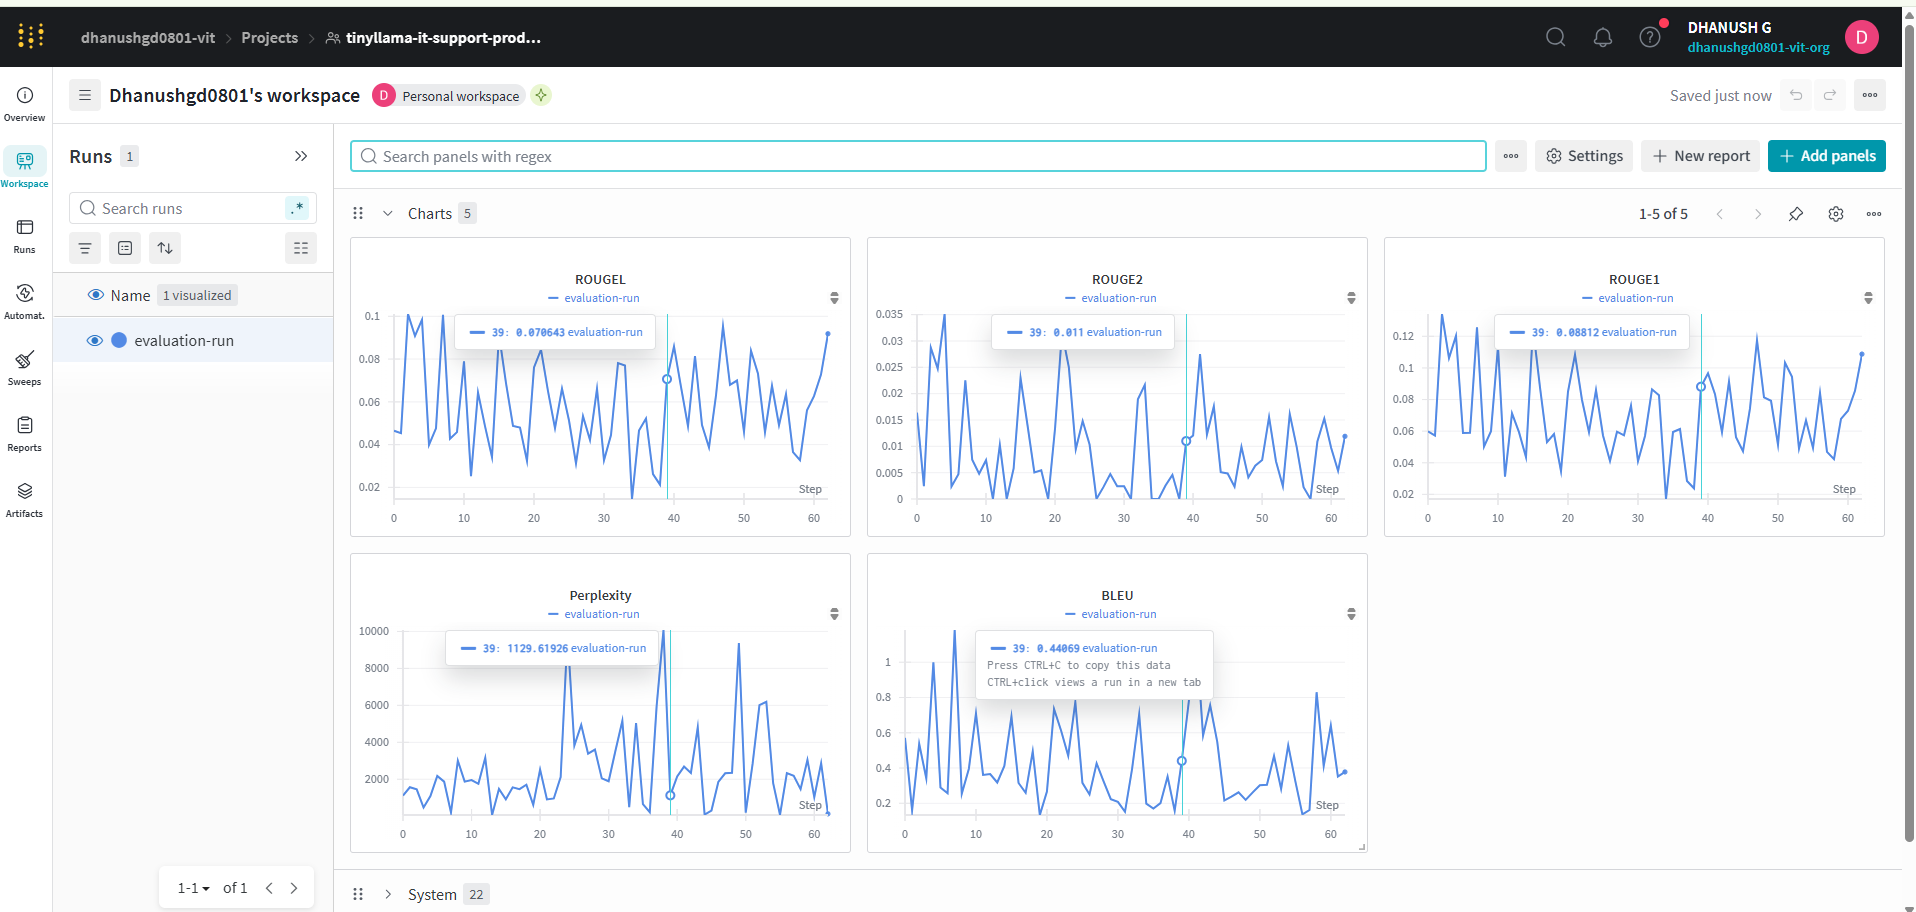 dhanushgd0801-vit > Projects > tinyllama-it-support-prod...
DHANUSH G
dhanushgd0801-vit-org
D
Overview
Workspace
Runs
Automat.
Sweeps
Reports
Artifacts
Dhanushgd0801's workspace
D Personal workspace
Saved just now
Runs 1
Search runs
.*
Name 1 visualized
evaluation-run
1-1 of 1
Search panels with regex
Settings
New report
Add panels
Charts 5
1-5 of 5
ROUGEL
evaluation-run
39: 0.070643 evaluation-run
0.1
0.08
0.06
0.04
0.02
Step
0 10 20 30 40 50 60
ROUGE2
evaluation-run
39: 0.011 evaluation-run
0.035
0.03
0.025
0.02
0.015
0.01
0.005
0
Step
0 10 20 30 40 50 60
ROUGE1
evaluation-run
39: 0.08812 evaluation-run
0.12
0.1
0.08
0.06
0.04
0.02
Step
0 10 20 30 40 50 60
Perplexity
evaluation-run
39: 1129.61926 evaluation-run
10000
8000
6000
4000
2000
Step
0 10 20 30 40 50 60
BLEU
evaluation-run
39: 0.44069 evaluation-run
Press CTRL+C to copy this data
CTRL+click views a run in a new tab
1
0.8
0.6
0.4
0.2
Step
0 10 20 30 40 50 60
System 22